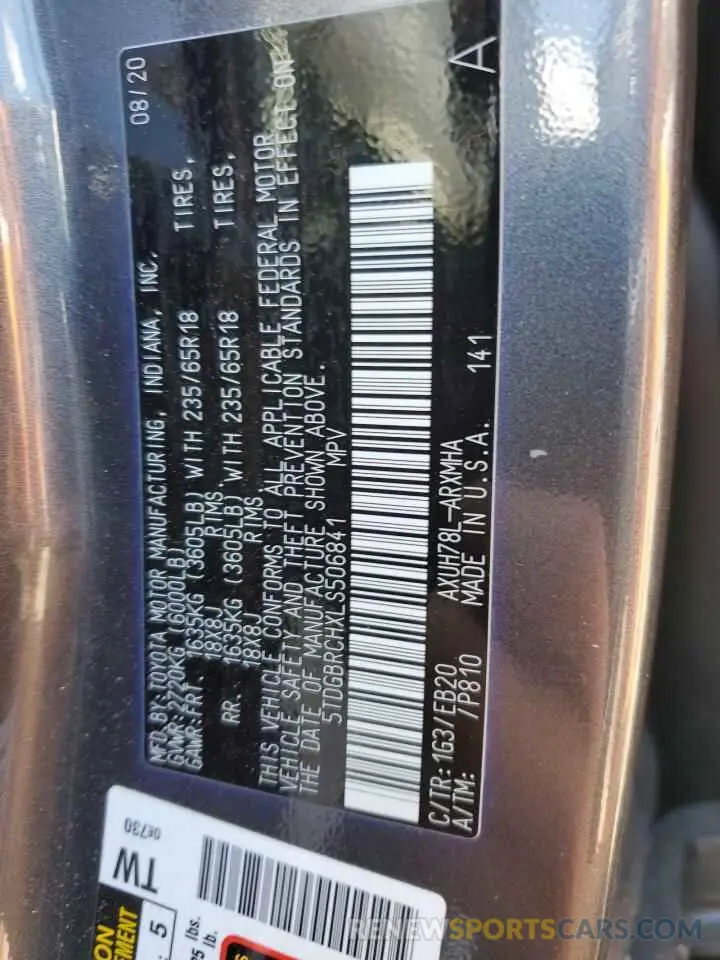 08/20
MFD.BY:TOYOTA MOTOR MANUFACTURING, INDIANA, INC.
GVWR:2720KG (6000LB)
GAWR:FRT. 1635KG (3605LB) WITH 235/65R18 TIRES,
18X8J RIMS,
RR. 1635KG (3605LB) WITH 235/65R18 TIRES,
18X8J RIMS
THIS VEHICLE CONFORMS TO ALL APPLICABLE FEDERAL MOTOR
VEHICLE SAFETY AND THEFT PREVENTION STANDARDS IN EFFECT ON
THE DATE OF MANUFACTURE SHOWN ABOVE.
5TDGBRCHXLS506841 MPV
C/TR:1G3/EB20 AXUH78L-ARXMHA
A/TM: /P810 MADE IN U.S.A. 141
A
TW
0E730
5
lbs.
lb.
RENEWSPORTSCARS.COM